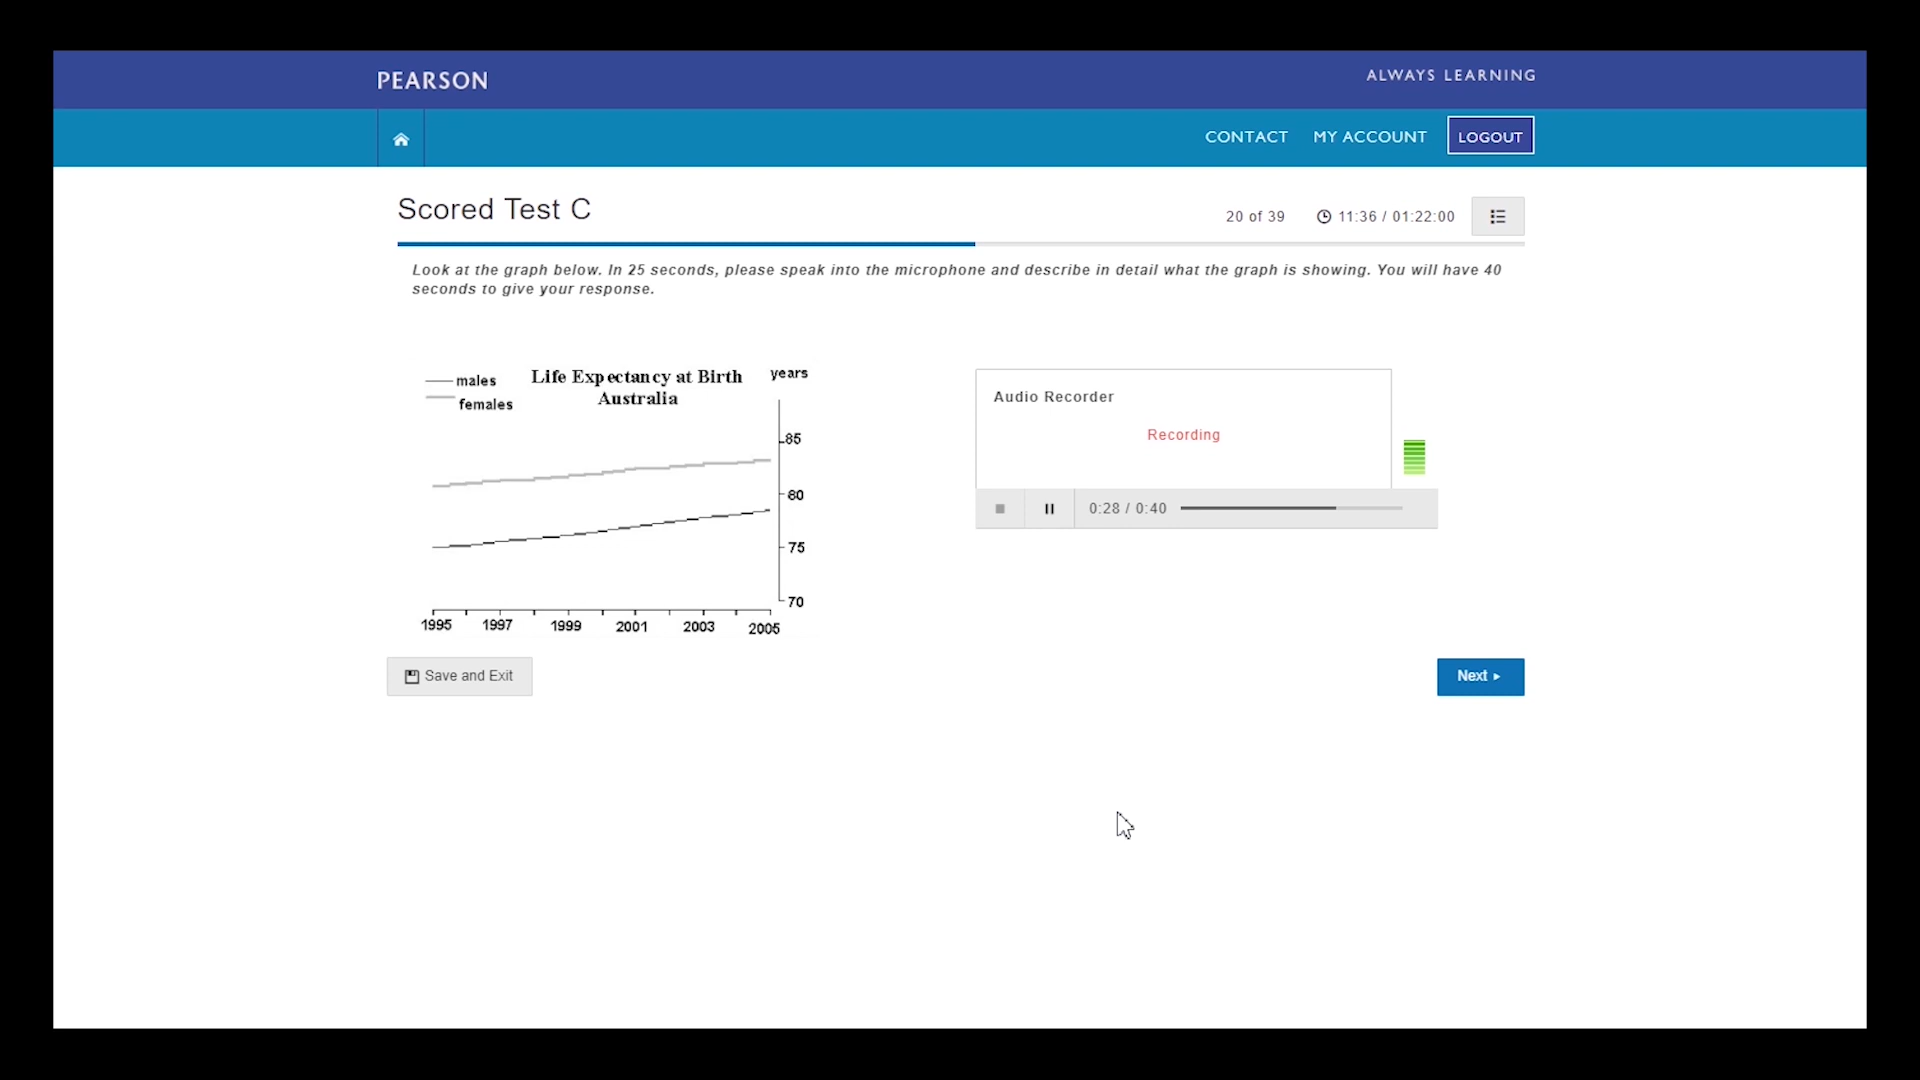 PEARSON
ALWAYS LEARNING
CONTACT
MY ACCOUNT
LOGOUT
Scored Test C
20 of 39
11:36 / 01:22:00
Look at the graph below. In 25 seconds, please speak into the microphone and describe in detail what the graph is showing. You will have 40
seconds to give your response.
males
females
Life Expectancy at Birth
Australia
years
85
80
75
70
1995 1997 1999 2001 2003 2005
Audio Recorder
Recording
0:28 / 0:40
Save and Exit
Next